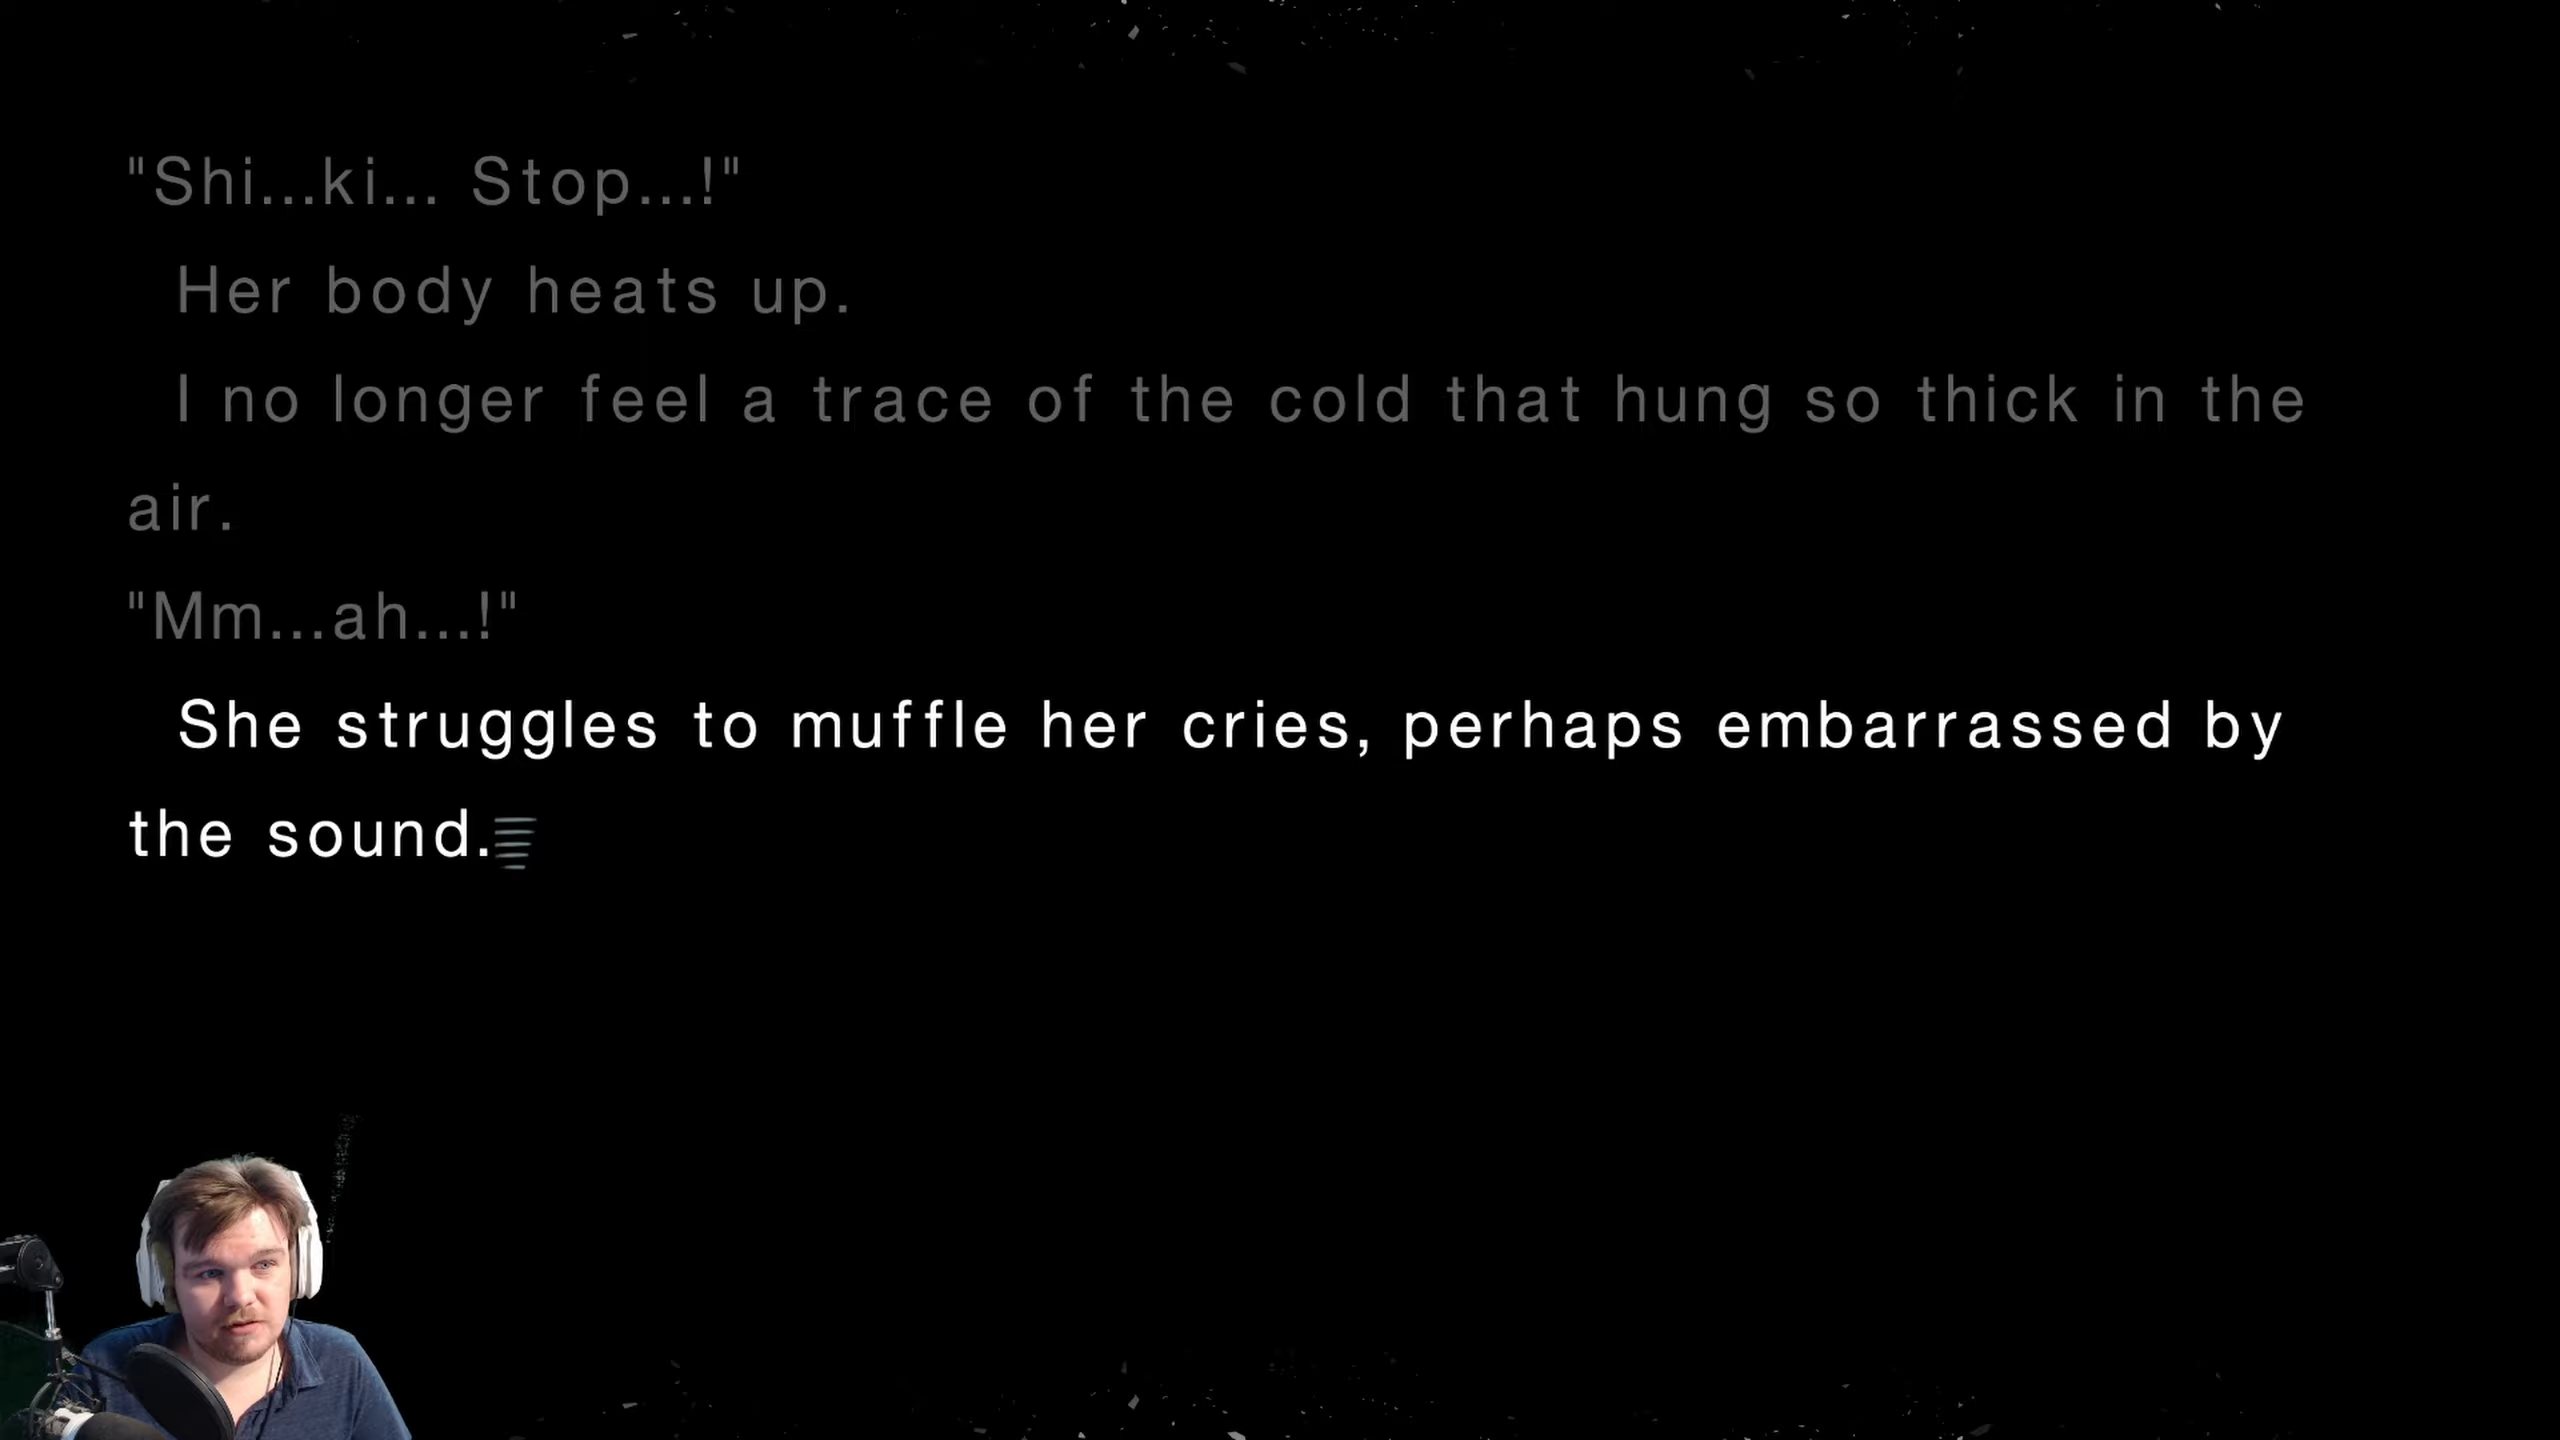 "Shi...ki... Stop...!"
Her body heats up.
I no longer feel a trace of the cold that hung so thick in the
air.
"Mm...ah...!"
She struggles to muffle her cries, perhaps embarrassed by
the sound.